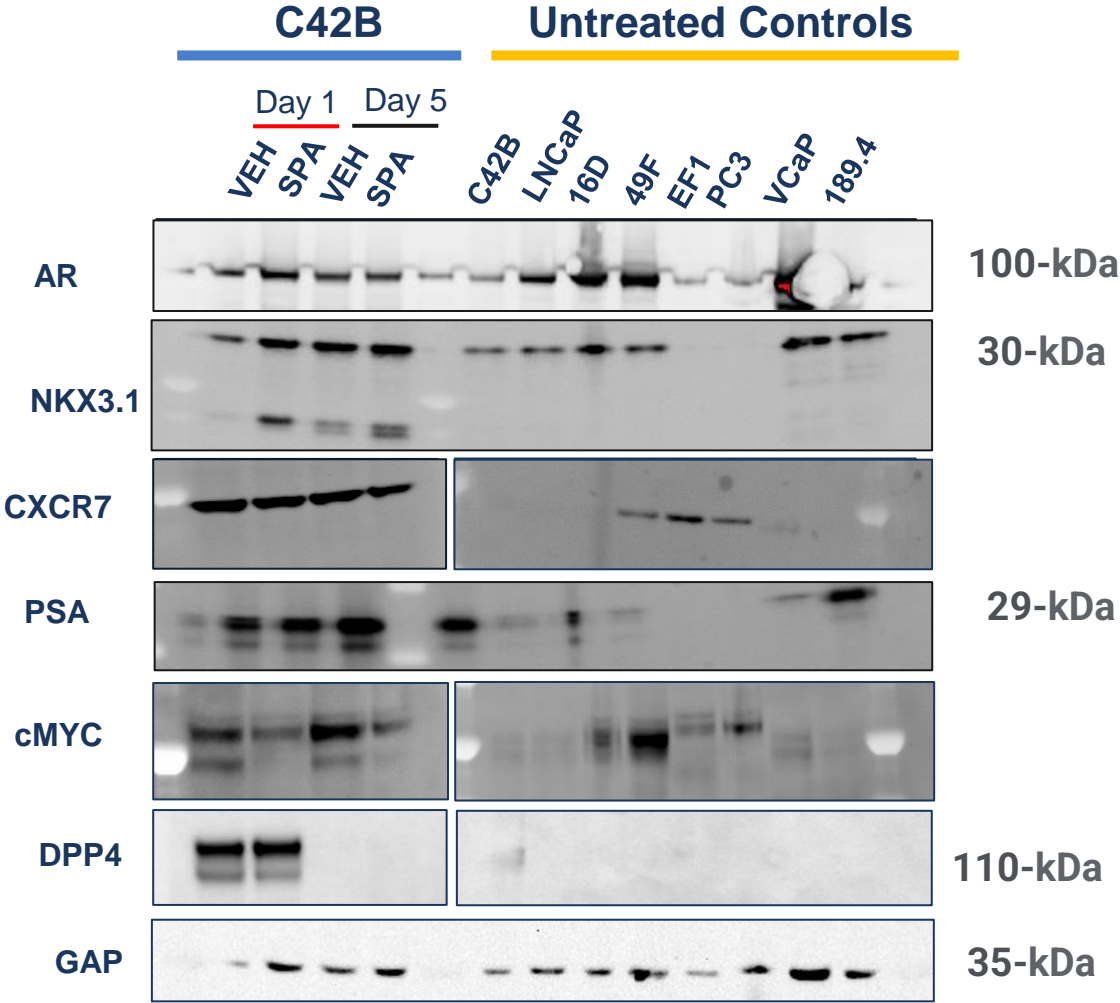 C42B
Untreated Controls
Day 1
Day 5
VEH
SPA
VEH
SPA
C42B
LNCaP
16D
49F
EF1
PC3
VCaP
189.4
AR
100-kDa
NKX3.1
30-kDa
CXCR7
PSA
29-kDa
cMYC
DPP4
110-kDa
GAP
35-kDa